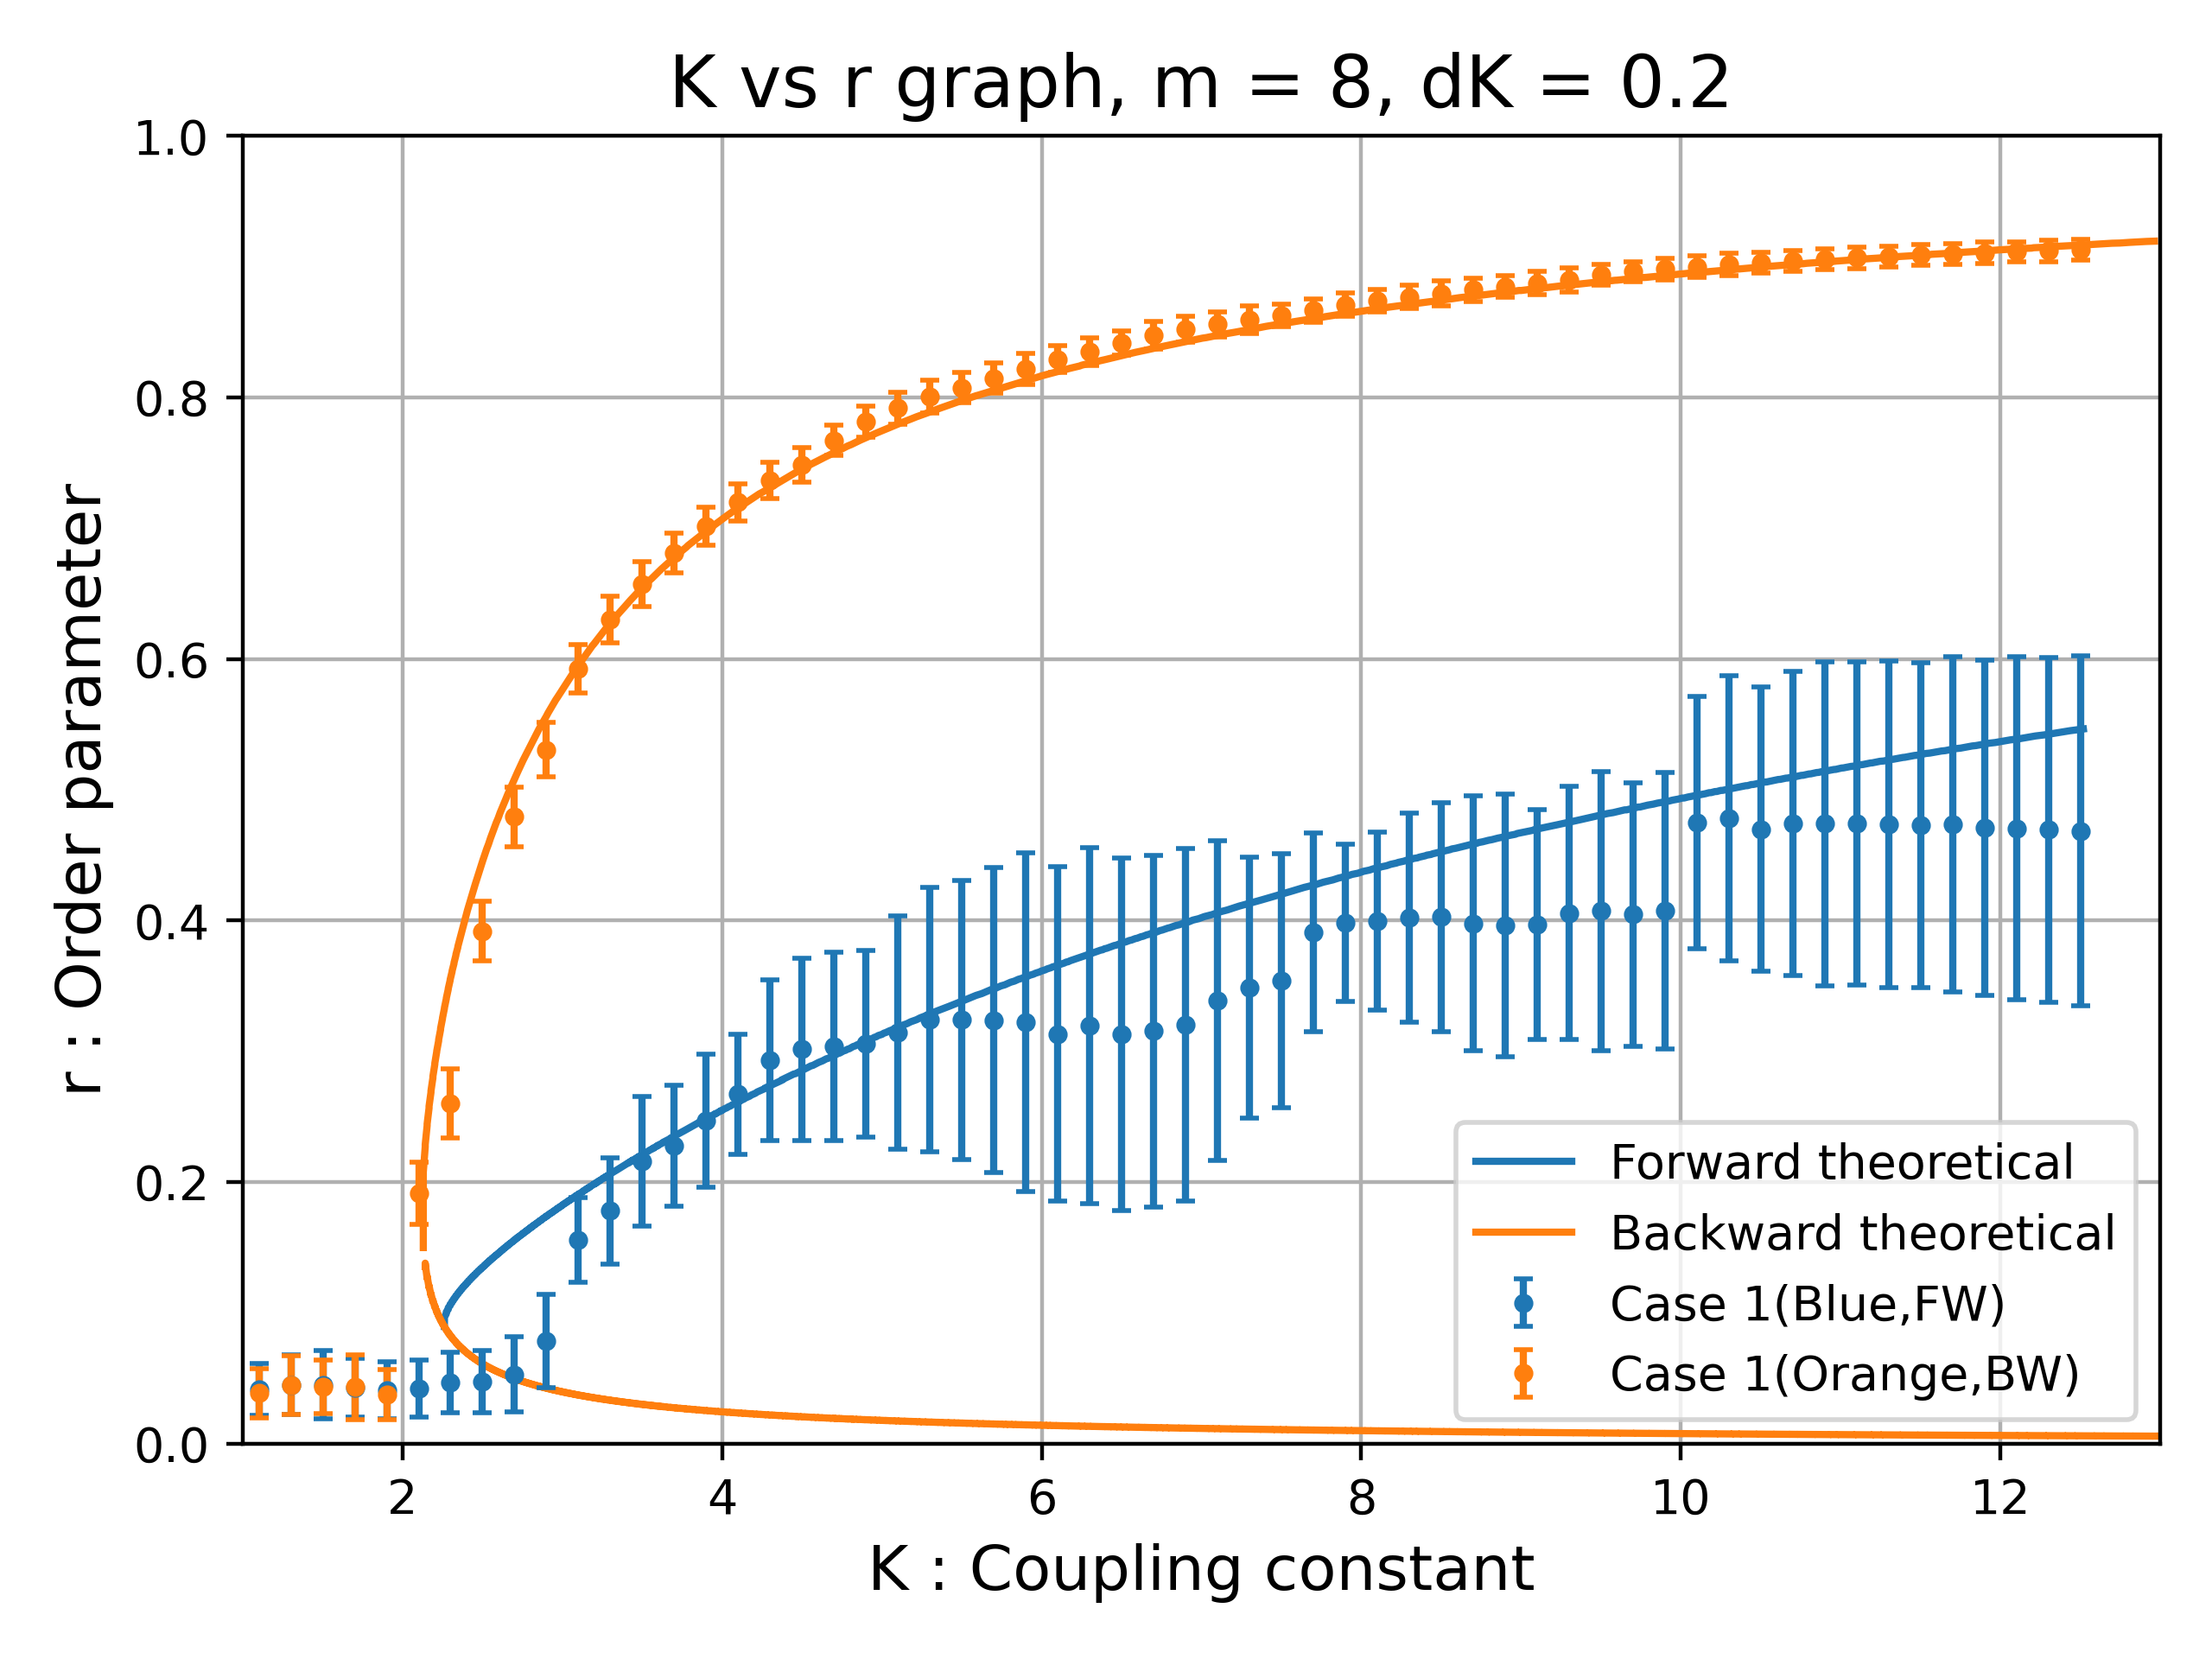 K vs r graph, m = 8, dK = 0.2
1.0
0.8
0.6
0.4
0.2
0.0
r : Order parameter
2 4 6 8 10 12
K : Coupling constant
Forward theoretical
Backward theoretical
Case 1(Blue,FW)
Case 1(Orange,BW)